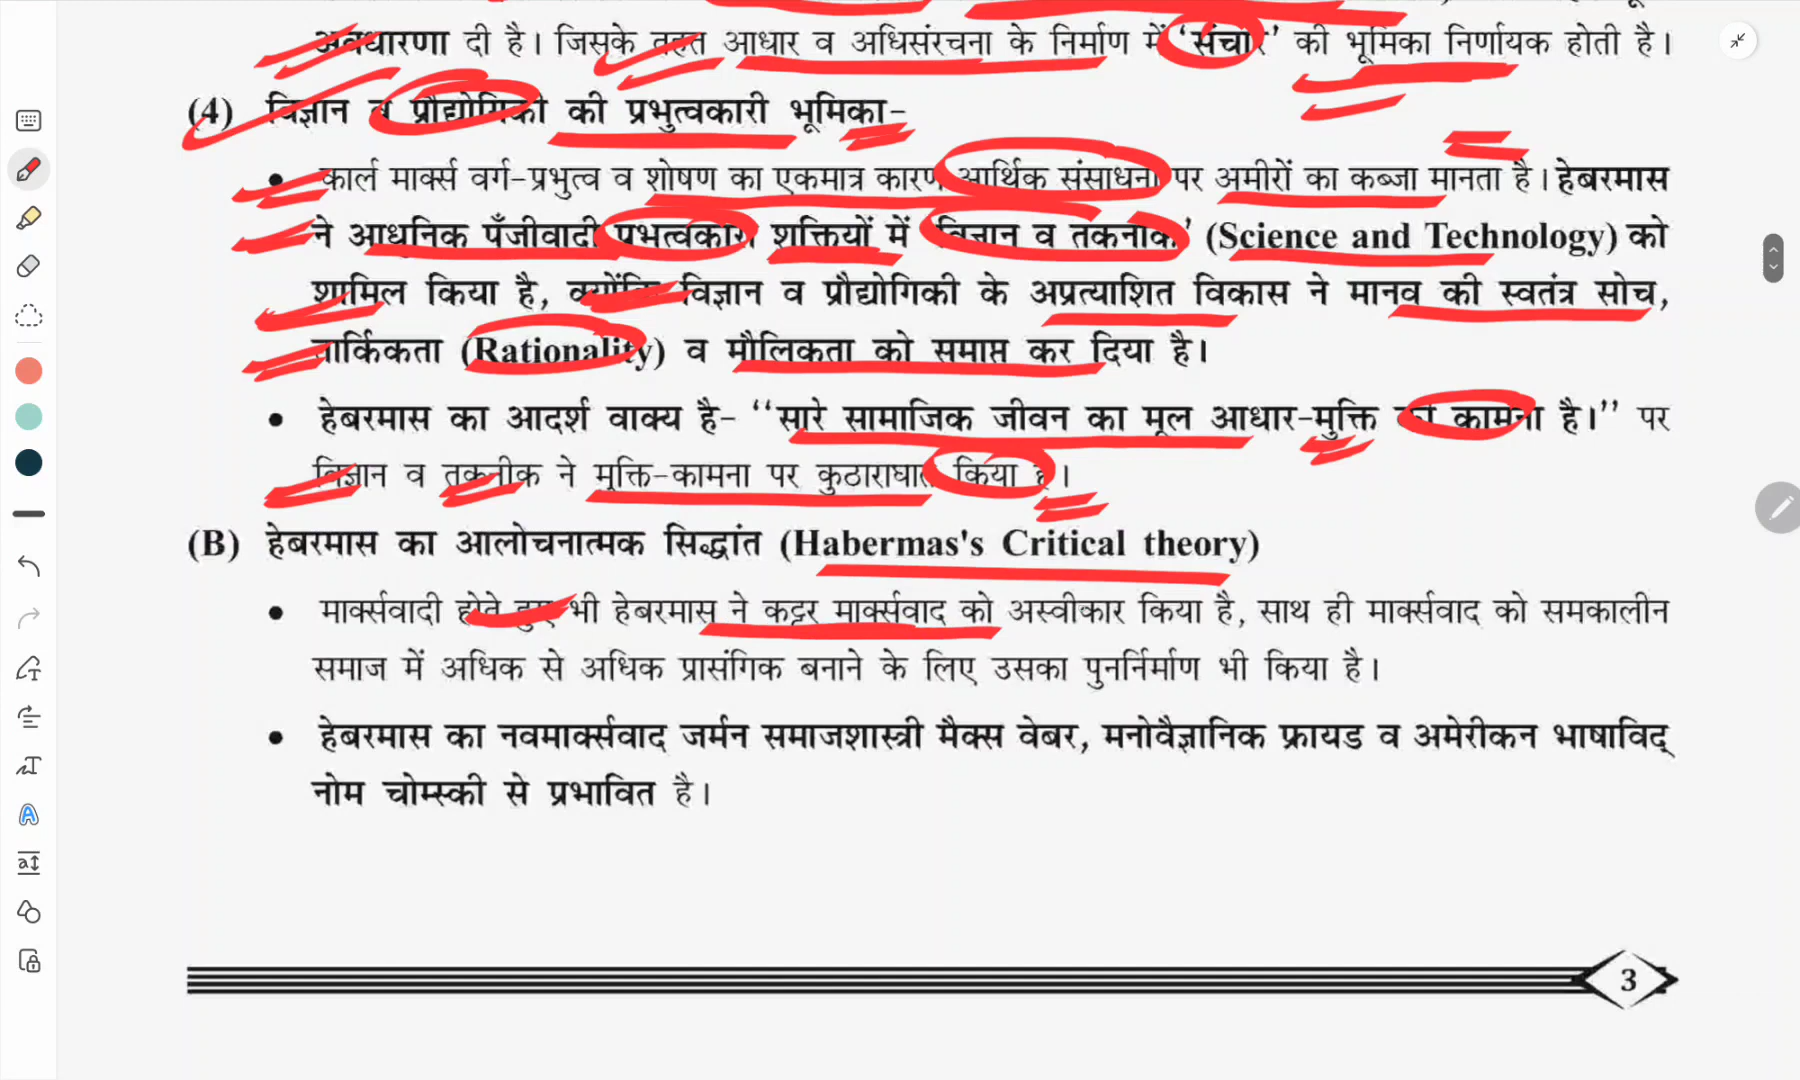 अवधारणा दी है। जिसके तहत आधार व अधिसंरचना के निर्माण में ‘संचार’ की भूमिका निर्णायक होती है।
(4) विज्ञान व प्रौद्योगिकी की प्रभुत्वकारी भूमिका-
• कार्ल मार्क्स वर्ग-प्रभुत्व व शोषण का एकमात्र कारण आर्थिक संसाधनों पर अमीरों का कब्जा मानता है। हेबरमास
ने आधुनिक पूँजीवादी प्रभुत्वकारी शक्तियों में ‘विज्ञान व तकनीक’ (Science and Technology) को
शामिल किया है, क्योंकि विज्ञान व प्रौद्योगिकी के अप्रत्याशित विकास ने मानव की स्वतंत्र सोच,
तार्किकता (Rationality) व मौलिकता को समाप्त कर दिया है।
• हेबरमास का आदर्श वाक्य है- ‘‘सारे सामाजिक जीवन का मूल आधार-मुक्ति की कामना है।’’ पर
विज्ञान व तकनीक ने मुक्ति-कामना पर कुठाराघात किया है।
(B) हेबरमास का आलोचनात्मक सिद्धांत (Habermas's Critical theory)
• मार्क्सवादी होते हुए भी हेबरमास ने कट्टर मार्क्सवाद को अस्वीकार किया है, साथ ही मार्क्सवाद को समकालीन
समाज में अधिक से अधिक प्रासंगिक बनाने के लिए उसका पुनर्निर्माण भी किया है।
• हेबरमास का नवमार्क्सवाद जर्मन समाजशास्त्री मैक्स वेबर, मनोवैज्ञानिक फ्रायड व अमेरीकन भाषाविद्
नोम चोम्स्की से प्रभावित है।
3